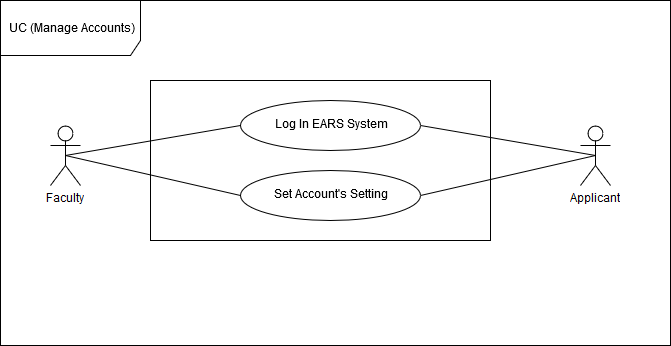 UC (Manage Accounts)
Log In EARS System
Set Account's Setting
Faculty
Applicant